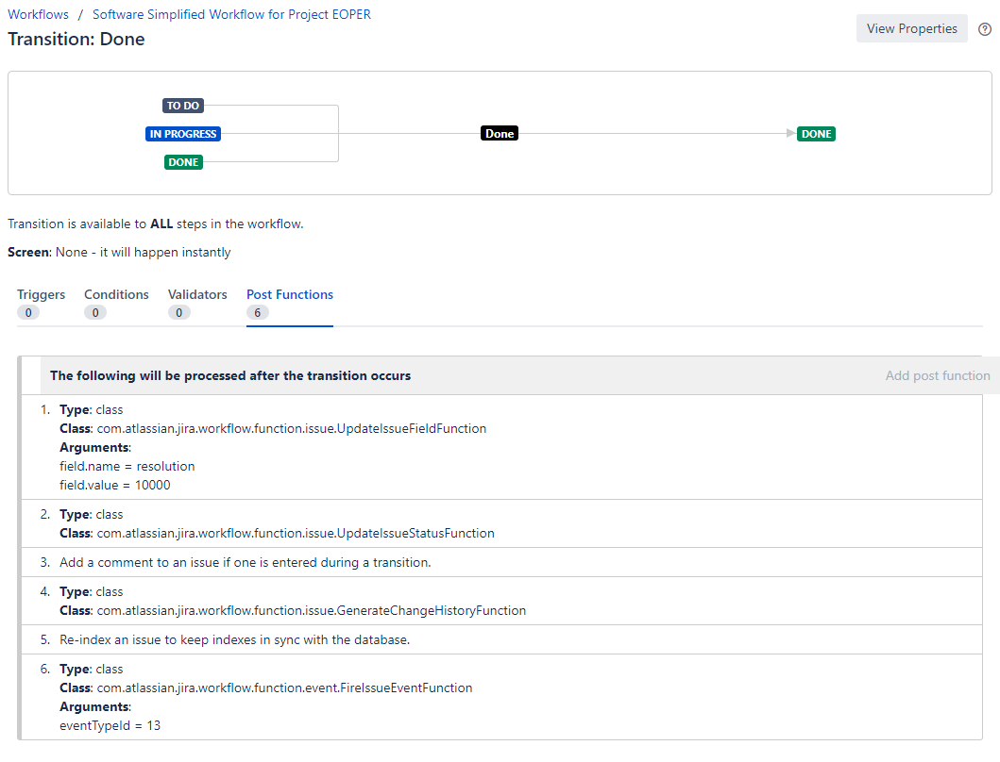 Workflows / Software Simplified Workflow for Project EOPER
Transition: Done
View Properties
TO DO
IN PROGRESS
DONE
Done
DONE
Transition is available to ALL steps in the workflow.
Screen: None - it will happen instantly
Triggers Conditions Validators Post Functions
0 0 0 6
The following will be processed after the transition occurs
Add post function
1. Type: class
Class: com.atlassian.jira.workflow.function.issue.UpdateIssueFieldFunction
Arguments:
field.name = resolution
field.value = 10000
2. Type: class
Class: com.atlassian.jira.workflow.function.issue.UpdateIssueStatusFunction
3. Add a comment to an issue if one is entered during a transition.
4. Type: class
Class: com.atlassian.jira.workflow.function.issue.GenerateChangeHistoryFunction
5. Re-index an issue to keep indexes in sync with the database.
6. Type: class
Class: com.atlassian.jira.workflow.function.event.FireIssueEventFunction
Arguments:
eventTypeId = 13